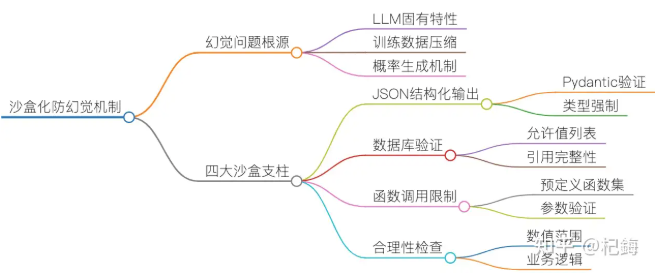 沙盒化防幻觉机制
幻觉问题根源
LLM固有特性
训练数据压缩
概率生成机制
四大沙盒支柱
JSON结构化输出
Pydantic验证
类型强制
数据库验证
允许值列表
引用完整性
函数调用限制
预定义函数集
参数验证
合理性检查
数值范围
业务逻辑
知乎 @杞鋂